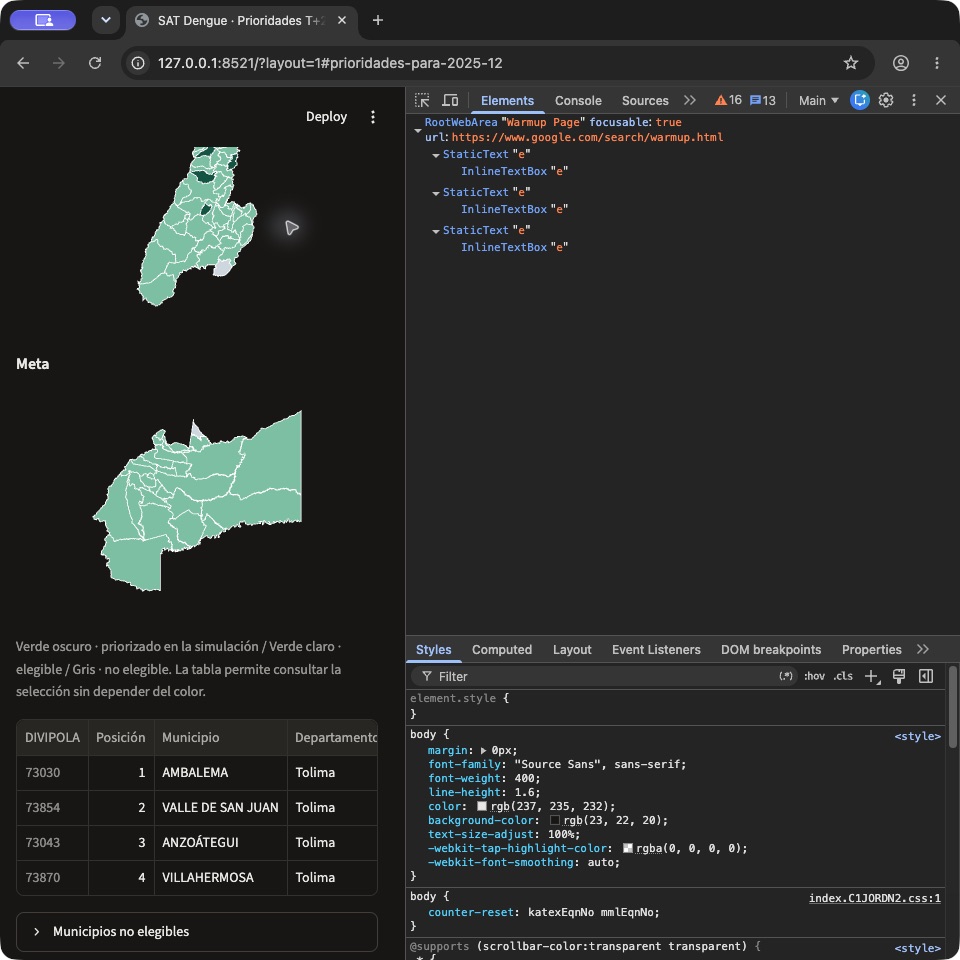 SAT Dengue · Prioridades T+2
127.0.0.1:8521/?layout=1#prioridades-para-2025-12
Deploy
Meta
Verde oscuro · priorizado en la simulación / Verde claro ·
elegible / Gris · no elegible. La tabla permite consultar la
selección sin depender del color.
DIVIPOLA Posición Municipio Departamento
73030 1 AMBALEMA Tolima
73854 2 VALLE DE SAN JUAN Tolima
73043 3 ANZOÁTEGUI Tolima
73870 4 VILLAHERMOSA Tolima
Municipios no elegibles
Elements Console Sources 16 13 Main
RootWebArea "Warmup Page" focusable: true
url: https://www.google.com/search/warmup.html
StaticText "e"
InlineTextBox "e"
StaticText "e"
InlineTextBox "e"
StaticText "e"
InlineTextBox "e"
Styles Computed Layout Event Listeners DOM breakpoints Properties
Filter :hov .cls
element.style {
}
body { <style>
margin: 0px;
font-family: "Source Sans", sans-serif;
font-weight: 400;
line-height: 1.6;
color: rgb(237, 235, 232);
background-color: rgb(23, 22, 20);
text-size-adjust: 100%;
-webkit-tap-highlight-color: rgba(0, 0, 0, 0);
-webkit-font-smoothing: auto;
}
body { index.C1JORDN2.css:1
counter-reset: katexEqnNo mmlEqnNo;
}
@supports (scrollbar-color:transparent transparent) { <style>
* {